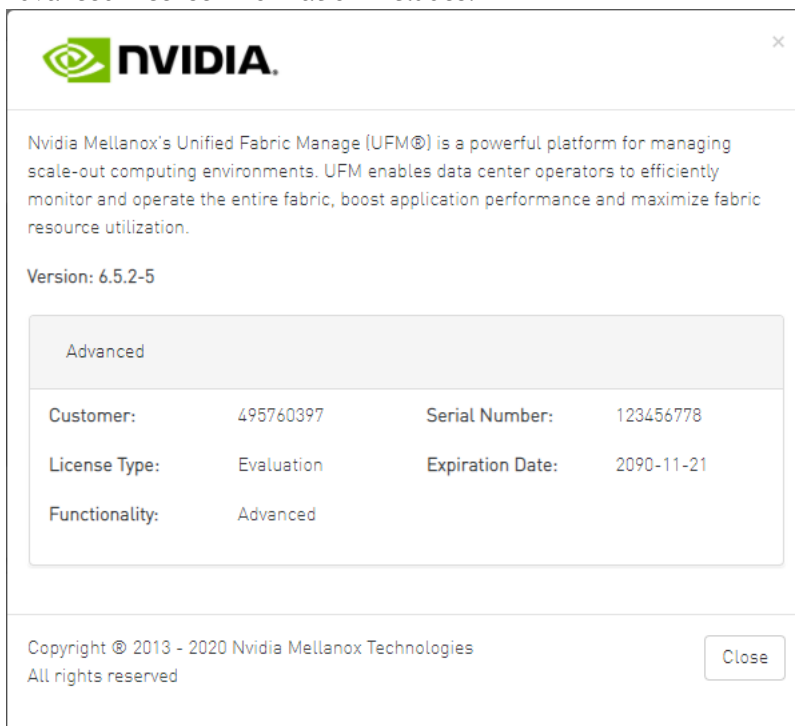 NVIDIA.
×
Nvidia Mellanox's Unified Fabric Manage (UFM®) is a powerful platform for managing
scale-out computing environments. UFM enables data center operators to efficiently
monitor and operate the entire fabric, boost application performance and maximize fabric
resource utilization.
Version: 6.5.2-5
Advanced
Customer: 495760397 Serial Number: 123456778
License Type: Evaluation Expiration Date: 2090-11-21
Functionality: Advanced
Copyright ® 2013 - 2020 Nvidia Mellanox Technologies
All rights reserved
Close